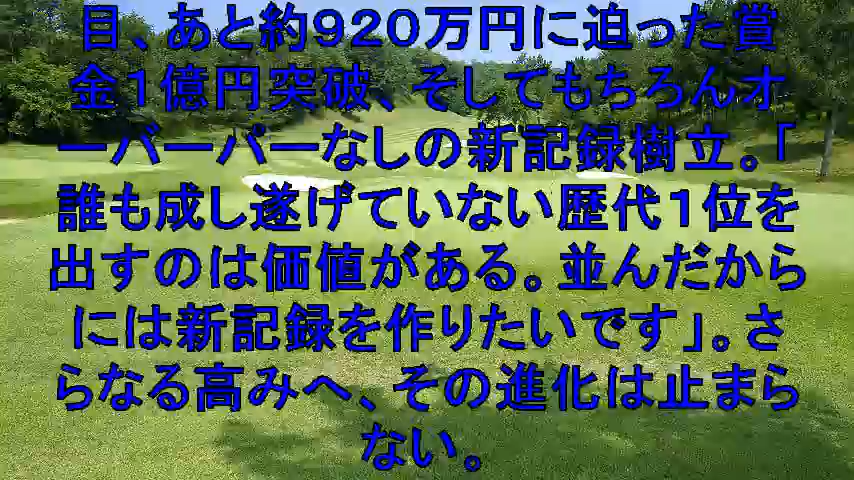 目、あと約９２０万円に迫った賞
金１億円突破、そしてもちろんオ
ーバーパーなしの新記録樹立。「
誰も成し遂げていない歴代１位を
出すのは価値がある。並んだから
には新記録を作りたいです」。さ
らなる高みへ、その進化は止まら
ない。